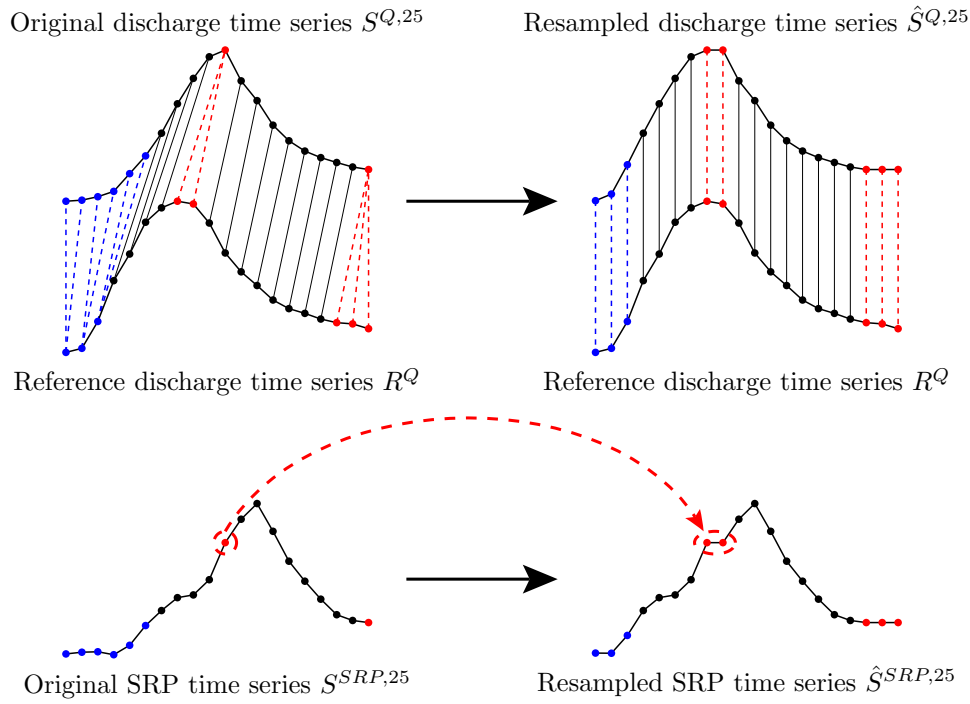 Original discharge time series $S^{Q,25}$
Resampled discharge time series $\hat{S}^{Q,25}$
Reference discharge time series $R^Q$
Reference discharge time series $R^Q$
Original SRP time series $S^{SRP,25}$
Resampled SRP time series $\hat{S}^{SRP,25}$